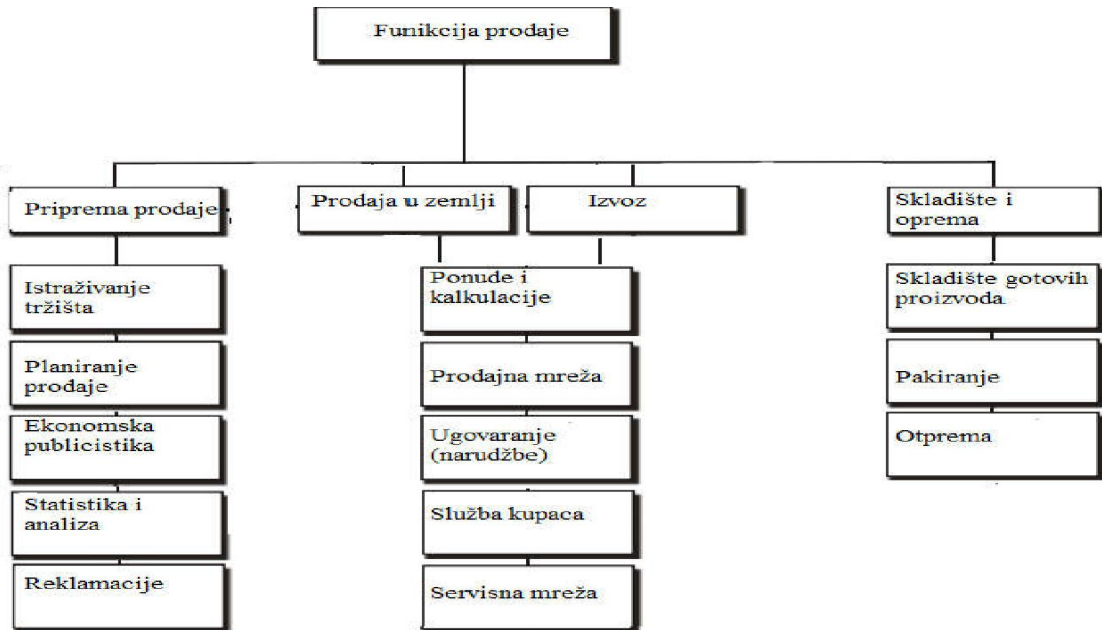 Funikcija prodaje
Priprema prodaje
Prodaja u zemlji
Izvoz
Skladište i
oprema
Istraživanje
tržišta
Planiranje
prodaje
Ekonomska
publicistika
Statistika i
analiza
Reklamacije
Ponude i
kalkulacije
Prodajna mreža
Ugovaranje
(narudžbe)
Služba kupaca
Servisna mreža
Skladište gotovih
proizvoda
Pakiranje
Otprema